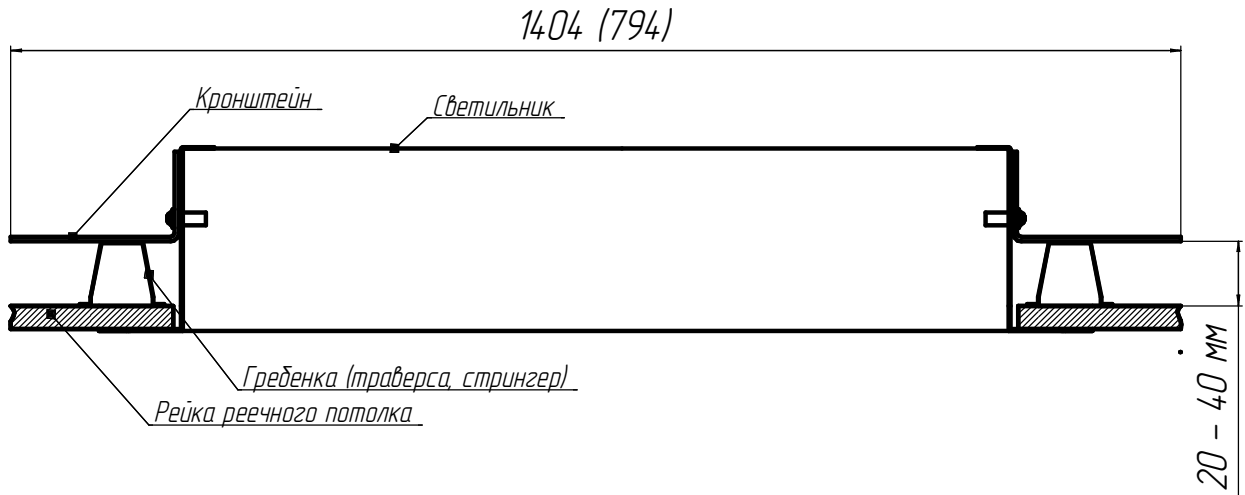 1404 (794)
Кронштейн
Светильник
Гребенка (траверса, стрингер)
Рейка реечного потолка
20 - 40 мм